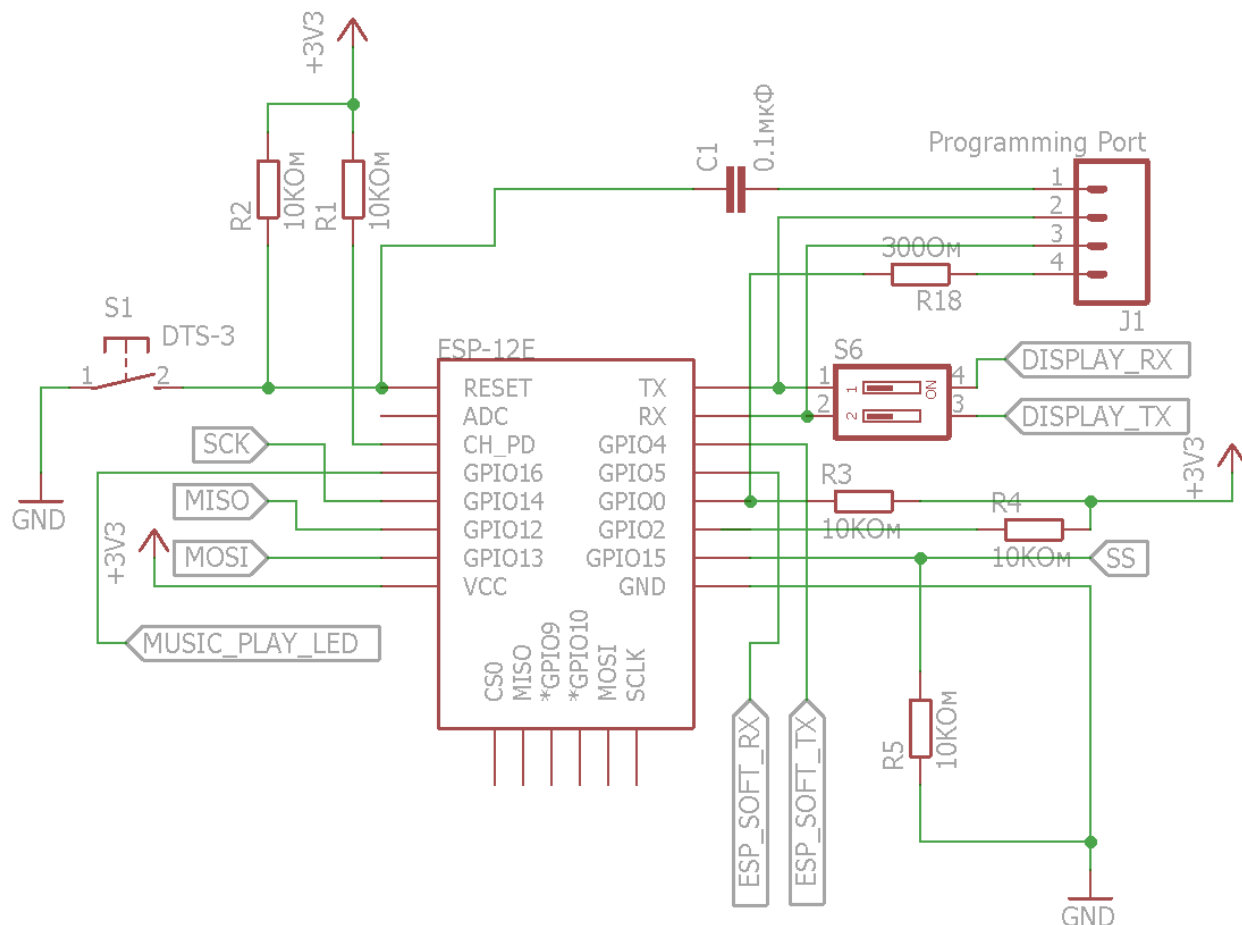 +3V3
R2
10КОм
R1
10КОм
C1
0.1мкФ
Programming Port
1
2
3
4
J1
300Ом
R18
S1
DTS-3
1
2
GND
ESP-12E
RESET
ADC
CH_PD
GPIO16
GPIO14
GPIO12
GPIO13
VCC
TX
RX
GPIO4
GPIO5
GPIO0
GPIO2
GPIO15
GND
CS0
MISO
*GPIO9
*GPIO10
MOSI
SCLK
SCK
MISO
MOSI
+3V3
MUSIC_PLAY_LED
S6
1
2
1
2
ON
4
3
DISPLAY_RX
DISPLAY_TX
R3
10КОм
R4
10КОм
+3V3
SS
R5
10КОм
ESP_SOFT_RX
ESP_SOFT_TX
GND